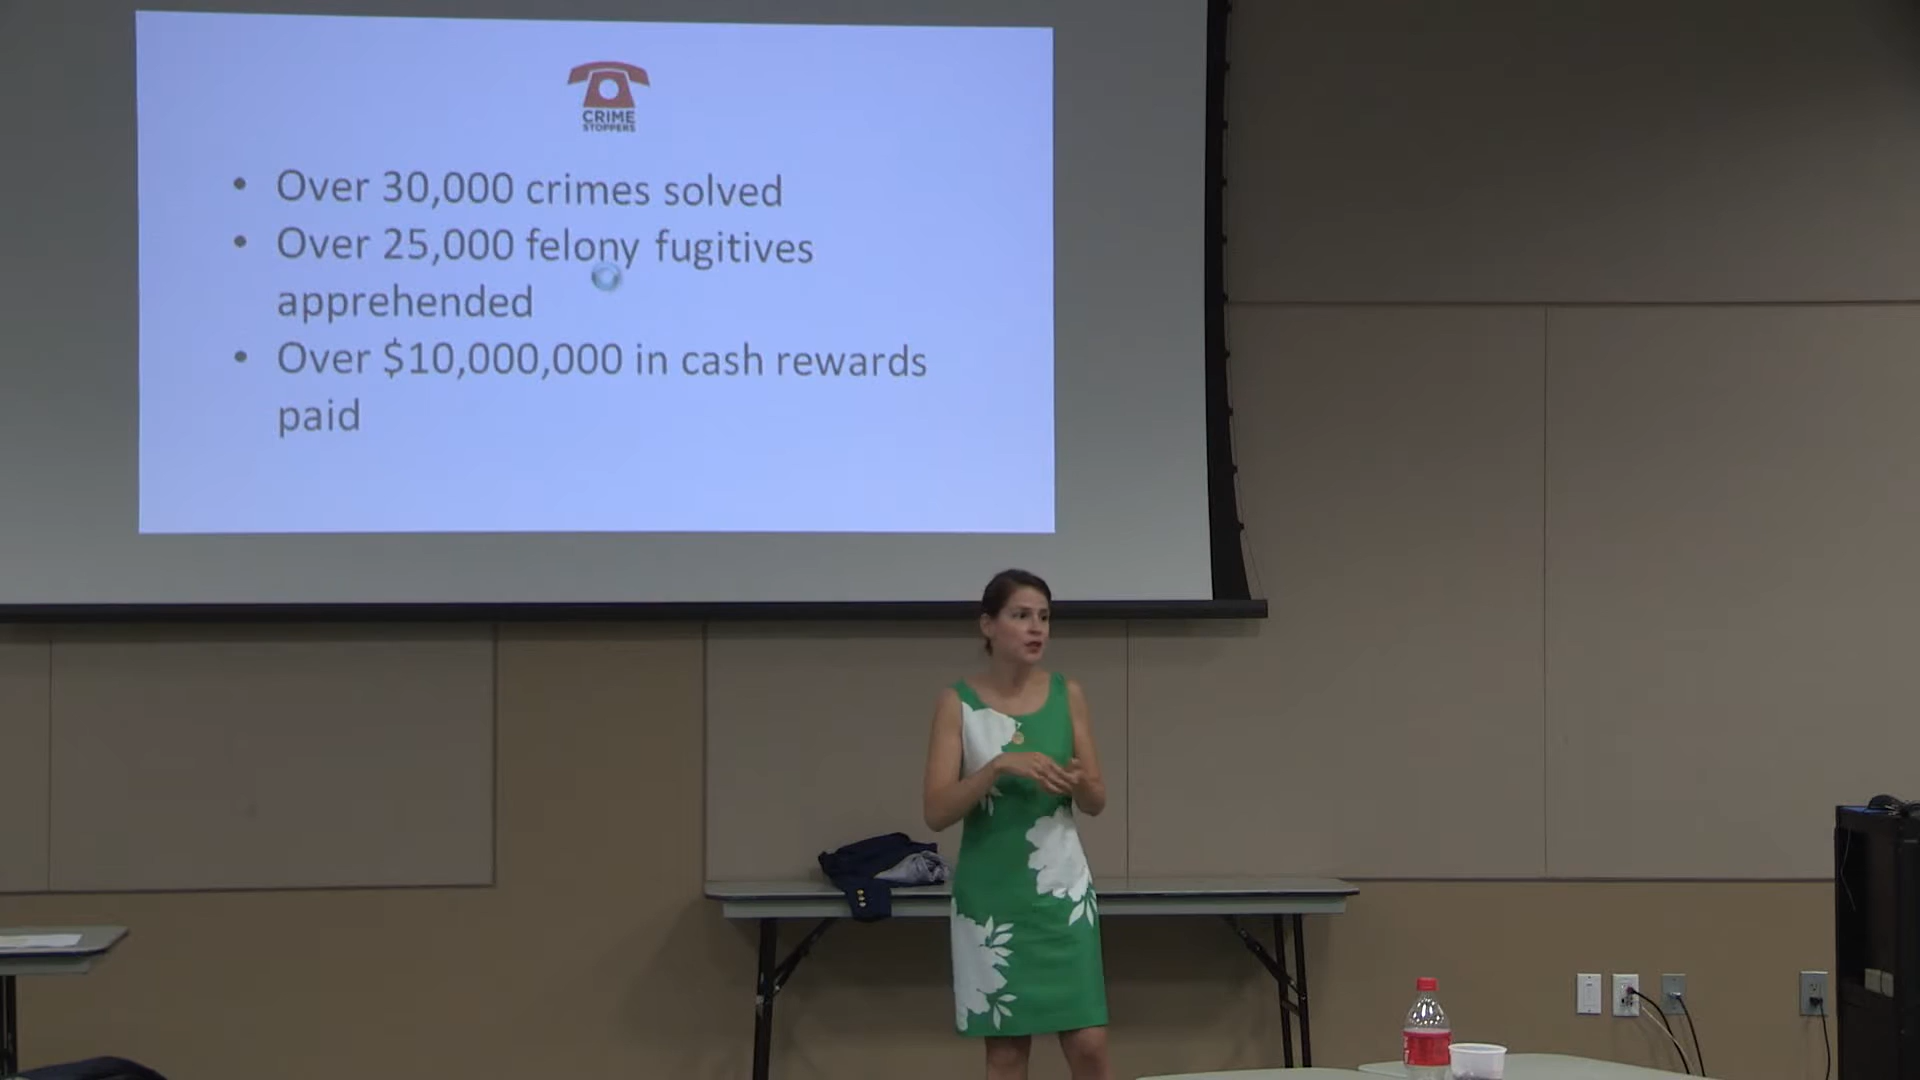 CRIME
STOPPERS
• Over 30,000 crimes solved
• Over 25,000 felony fugitives
apprehended
• Over $10,000,000 in cash rewards
paid